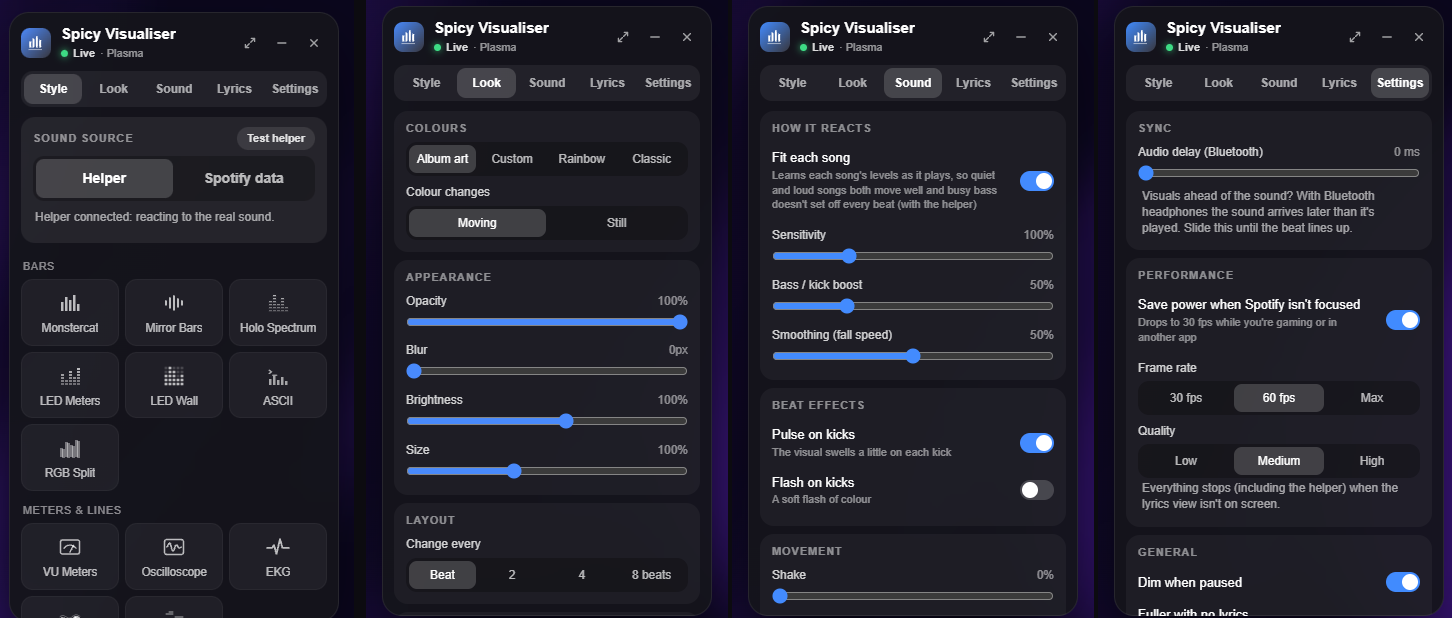 Spicy Visualiser
Live · Plasma
Style Look Sound Lyrics Settings
SOUND SOURCE Test helper
Helper Spotify data
Helper connected: reacting to the real sound.
BARS
Monstercat Mirror Bars Holo Spectrum
LED Meters LED Wall ASCII
RGB Split
METERS & LINES
VU Meters Oscilloscope EKG
Spicy Visualiser
Live · Plasma
Style Look Sound Lyrics Settings
COLOURS
Album art Custom Rainbow Classic
Colour changes
Moving Still
APPEARANCE
Opacity 100%
Blur 0px
Brightness 100%
Size 100%
LAYOUT
Change every
Beat 2 4 8 beats
Spicy Visualiser
Live · Plasma
Style Look Sound Lyrics Settings
HOW IT REACTS
Fit each song
Learns each song's levels as it plays, so quiet
and loud songs both move well and busy bass
doesn't set off every beat (with the helper)
Sensitivity 100%
Bass / kick boost 50%
Smoothing (fall speed) 50%
BEAT EFFECTS
Pulse on kicks
The visual swells a little on each kick
Flash on kicks
A soft flash of colour
MOVEMENT
Shake 0%
Spicy Visualiser
Live · Plasma
Style Look Sound Lyrics Settings
SYNC
Audio delay (Bluetooth) 0 ms
Visuals ahead of the sound? With Bluetooth
headphones the sound arrives later than it's
played. Slide this until the beat lines up.
PERFORMANCE
Save power when Spotify isn't focused
Drops to 30 fps while you're gaming or in
another app
Frame rate
30 fps 60 fps Max
Quality
Low Medium High
Everything stops (including the helper) when the
lyrics view isn't on screen.
GENERAL
Dim when paused
Fuller with no lyrics